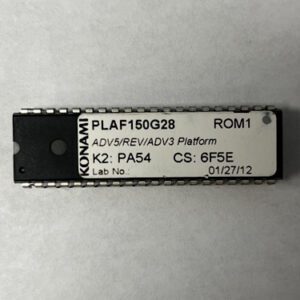 KONAMI
PLAF150G28 ROM1
ADV5/REV/ADV3 Platform
K2: PA54 CS: 6F5E
Lab No.: 01/27/12